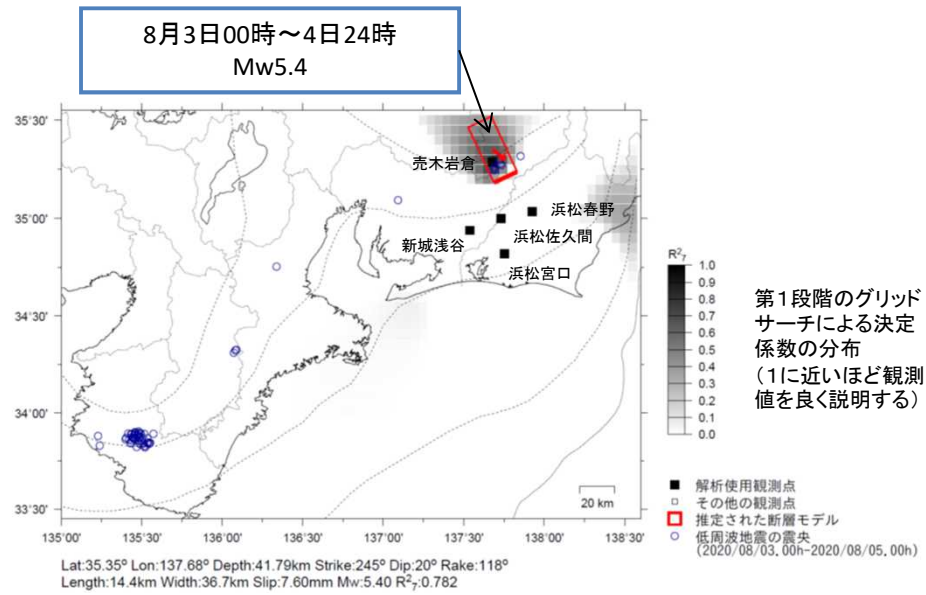 8月3日00時～4日24時
Mw5.4
35°30'
35°00'
34°30'
34°00'
33°30'
135°00'
135°30'
136°00'
136°30'
137°00'
137°30'
138°00'
138°30'
売木岩倉
浜松春野
新城浅谷
浜松佐久間
浜松宮口
20 km
R²₇
1.0
0.9
0.8
0.7
0.6
0.5
0.4
0.3
0.2
0.1
0.0
第１段階のグリッド
サーチによる決定
係数の分布
（１に近いほど観測
値を良く説明する）
解析使用観測点
その他の観測点
推定された断層モデル
低周波地震の震央
(2020/08/03.00h-2020/08/05.00h)
Lat:35.35° Lon:137.68° Depth:41.79km Strike:245° Dip:20° Rake:118°
Length:14.4km Width:36.7km Slip:7.60mm Mw:5.40 R²₇:0.782